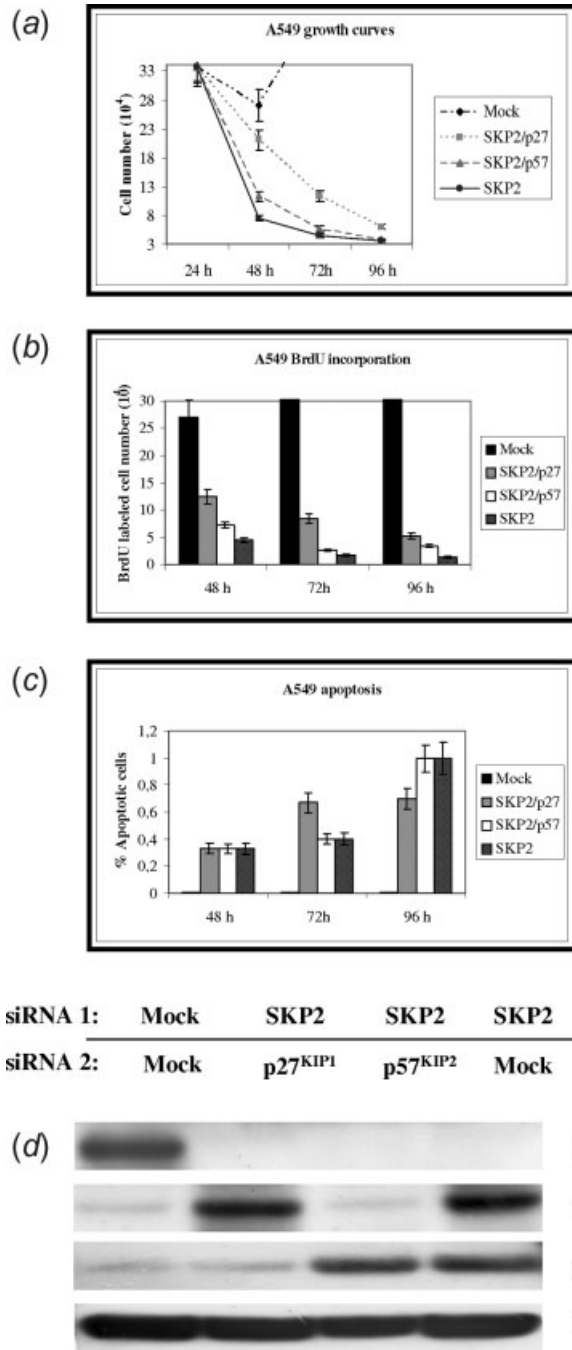 (a)
A549 growth curves
Cell number (10⁴)
33
28
23
18
13
8
3
24 h 48 h 72h 96 h
Mock
SKP2/p27
SKP2/p57
SKP2
(b)
A549 BrdU incorporation
BrdU labeled cell number (10⁴)
30
25
20
15
10
5
0
48 h 72h 96 h
Mock
SKP2/p27
SKP2/p57
SKP2
(c)
A549 apoptosis
% Apoptotic cells
1,2
1
0,8
0,6
0,4
0,2
0
48 h 72h 96 h
Mock
SKP2/p27
SKP2/p57
SKP2
siRNA 1: Mock SKP2 SKP2 SKP2
siRNA 2: Mock p27ᴷᴵᴾ¹ p57ᴷᴵᴾ² Mock
(d)